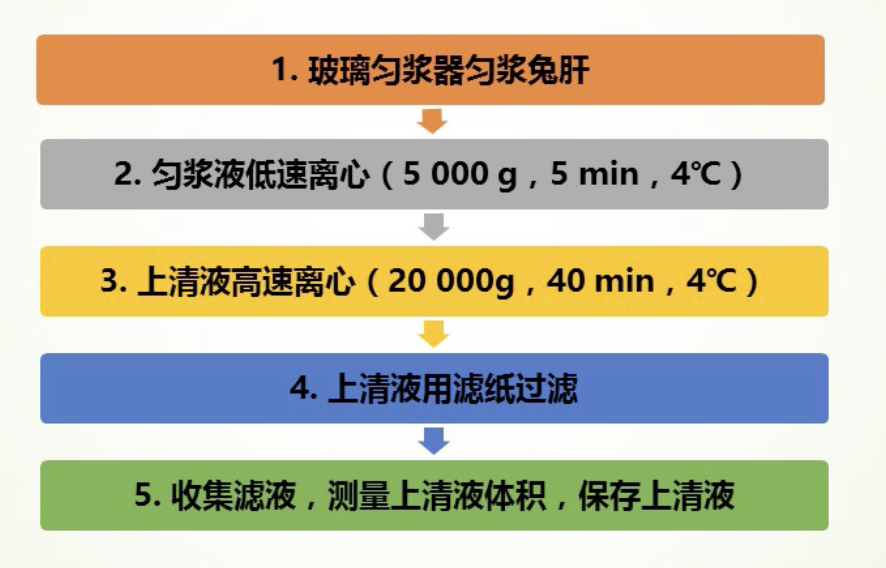 1. 玻璃匀浆器匀浆兔肝
2. 匀浆液低速离心（5 000 g，5 min，4℃）
3. 上清液高速离心（20 000g，40 min，4℃）
4. 上清液用滤纸过滤
5. 收集滤液，测量上清液体积，保存上清液